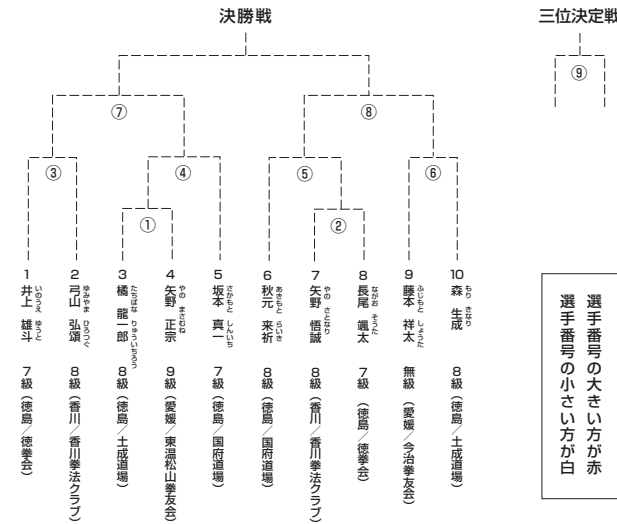 決勝戦
三位決定戦
⑨
⑦
⑧
③
④
⑤
⑥
①
②
1 井上 雄斗 いのうえ ゆうと 7級(徳島/徳拳会)
2 弓山 弘頌 ゆみやま ひろつぐ 8級(香川/香川拳法クラブ)
3 橘 龍一郎 たちばな りゅういちろう 8級(徳島/土成道場)
4 矢野 正宗 やの まさむね 9級(愛媛/東温松山拳友会)
5 坂本 真一 さかもと しんいち 7級(徳島/国府道場)
6 秋元 来祈 あきもと らいき 8級(徳島/国府道場)
7 矢野 悟誠 やの さとなり 8級(香川/香川拳法クラブ)
8 長尾 颯太 ながお そうた 7級(徳島/徳拳会)
9 藤本 祥太 ふじもと しょうた 無級(愛媛/今治拳友会)
10 森 生成 もり きなり 8級(徳島/土成道場)
選手番号の大きい方が赤
選手番号の小さい方が白